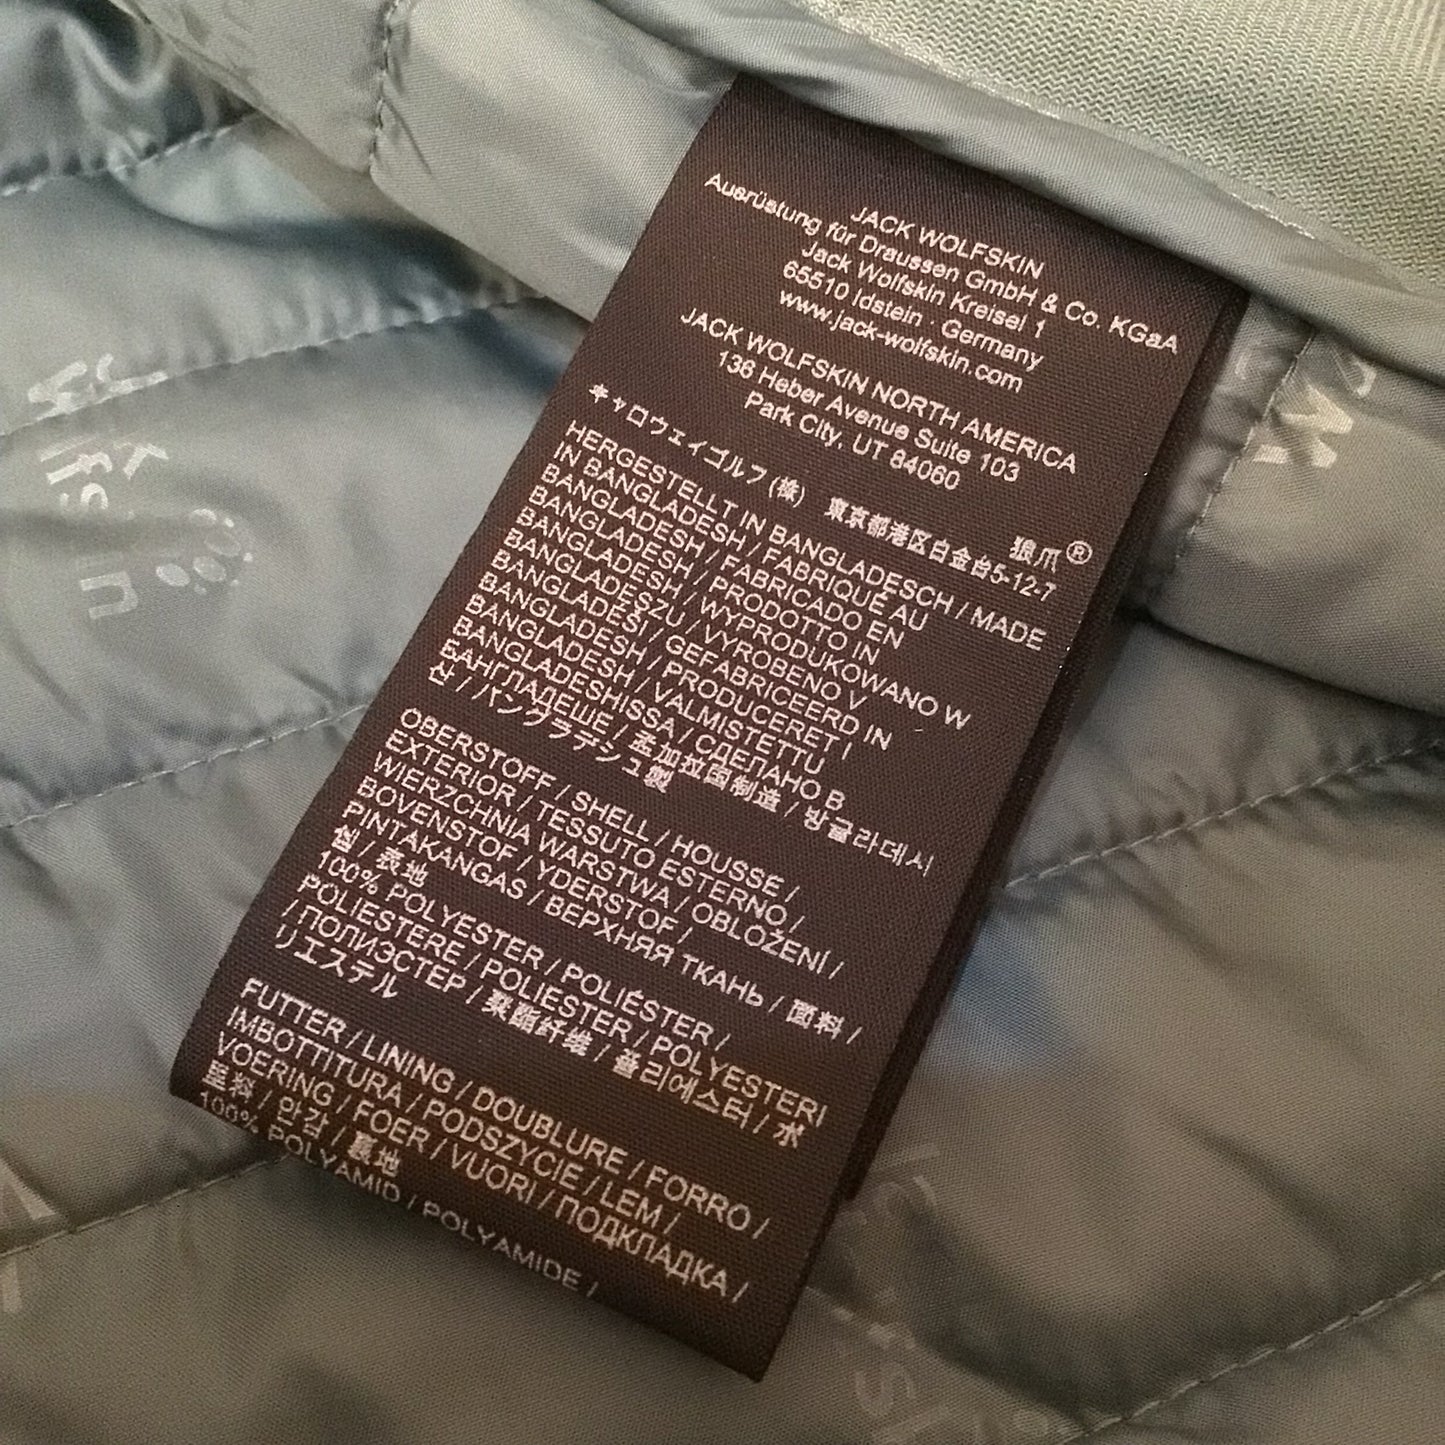 JACK WOLFSKIN
Ausrüstung für Draussen GmbH & Co. KGaA
Jack Wolfskin Kreisel 1
65510 Idstein · Germany
www.jack-wolfskin.com
JACK WOLFSKIN NORTH AMERICA
136 Heber Avenue Suite 103
Park City, UT 84060
狼爪®
キャロウェイゴルフ(株) 東京都港区白金台5-12-7
HERGESTELLT IN BANGLADESCH / MADE
IN BANGLADESH / FABRIQUÉ AU
BANGLADESH / FABRICADO EN
BANGLADESH / PRODOTTO IN
BANGLADESH / WYPRODUKOWANO W
BANGLADESZU / VYROBENO V
BANGLADÉŠI / GEFABRICEERD IN
BANGLADESH / PRODUCERET I
BANGLADESH / VALMISTETTU
BANGLADESHISSA / СДЕЛАНО В
БАНГЛАДЕШЕ / 孟加拉国制造 / 방글라데시
산 / バングラデシュ製
OBERSTOFF / SHELL / HOUSSE /
EXTERIOR / TESSUTO ESTERNO /
WIERZCHNIA WARSTWA / OBLOŽENÍ /
BOVENSTOF / YDERSTOF /
PINTAKANGAS / ВЕРХНЯЯ ТКАНЬ / 面料 /
쉘 / 表地
100% POLYESTER / POLIÉSTER /
POLIESTERE / POLIESTER / POLYESTERI
/ ПОЛИЭСТЕР / 聚酯纤维 / 폴리에스터 / ポ
リエステル
FUTTER / LINING / DOUBLURE / FORRO /
IMBOTTITURA / PODSZYCIE / LEM /
VOERING / FOER / VUORI / ПОДКЛАДКА /
里料 / 안감 / 裏地
100% POLYAMID / POLYAMIDE /